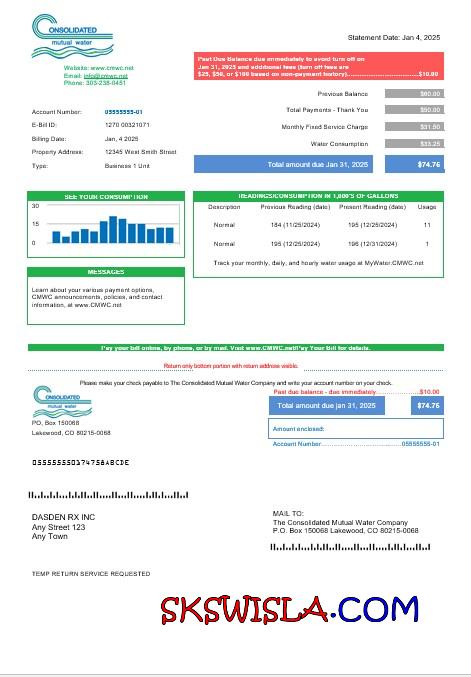 CONSOLIDATED
mutual water
Statement Date: Jan 4, 2025
Website: www.cmwc.net
Email: info@cmwc.net
Phone: 303-238-0451
Past Due Balance due immediately to avoid turn off on
Jan 31, 2025 and additional fees (turn off fees are
$25, $50, or $100 based on non-payment history)..............................$10.00
Previous Balance $60.00
Total Payments - Thank You $50.00
Monthly Fixed Service Charge $31.50
Water Consumption $33.25
Total amount due Jan 31, 2025 $74.76
Account Number: 05555555-01
E-Bill ID: 1270 00321071
Billing Date: Jan, 4 2025
Property Address: 12345 West Smith Street
Type: Business 1 Unit
SEE YOUR CONSUMPTION
30
15
0
READINGS/CONSUMPTION IN 1,000'S OF GALLONS
Description Previous Reading (date) Present Reading (date) Usage
Normal 184 (11/25/2024) 195 (12/25/2024) 11
Normal 195 (12/25/2024) 196 (12/31/2024) 1
Track your monthly, daily, and hourly water usage at MyWater.CMWC.net
MESSAGES
Learn about your various payment options,
CMWC announcements, policies, and contact
information, at www.CMWC.net
Pay your bill online, by phone, or by mail. Visit www.CMWC.net/Pay Your Bill for details.
Return only bottom portion with return address visible.
Please make your check payable to The Consolidated Mutual Water Company and write your account number on your check.
CONSOLIDATED
mutual water
PO, Box 150068
Lakewood, CO 80215-0068
Past due balance - due immediately......................$10.00
Total amount due jan 31, 2025 $74.75
Amount enclosed:
Account Number...................................05555555-01
055555550174758ABCDE
DASDEN RX INC
Any Street 123
Any Town
MAIL TO:
The Consolidated Mutual Water Company
P.O. Box 150068 Lakewood, CO 80215-0068
TEMP RETURN SERVICE REQUESTED
SKSWISLA.COM